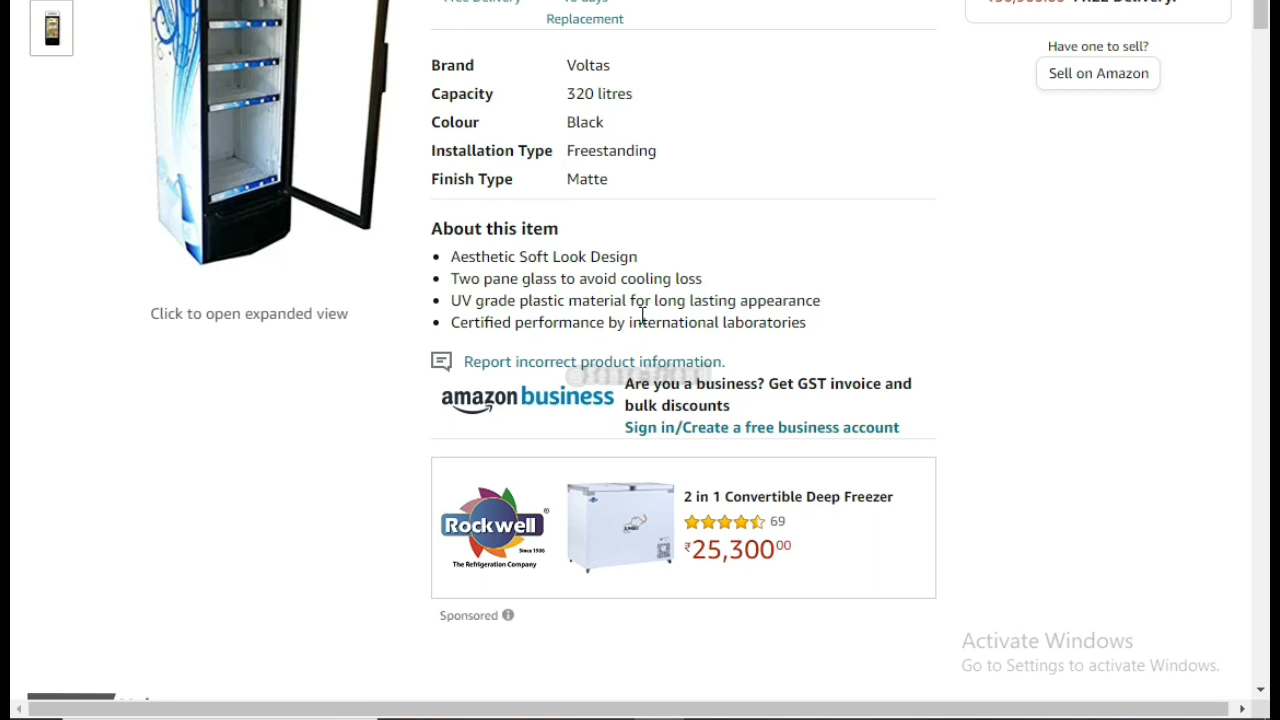 Replacement
Have one to sell?
Sell on Amazon
Brand Voltas
Capacity 320 litres
Colour Black
Installation Type Freestanding
Finish Type Matte
About this item
Aesthetic Soft Look Design
Two pane glass to avoid cooling loss
UV grade plastic material for long lasting appearance
Certified performance by international laboratories
Click to open expanded view
Report incorrect product information.
amazon business
Are you a business? Get GST invoice and
bulk discounts
Sign in/Create a free business account
Rockwell
Since 1986
The Refrigeration Company
2 in 1 Convertible Deep Freezer
69
₹25,300⁰⁰
Sponsored
Activate Windows
Go to Settings to activate Windows.